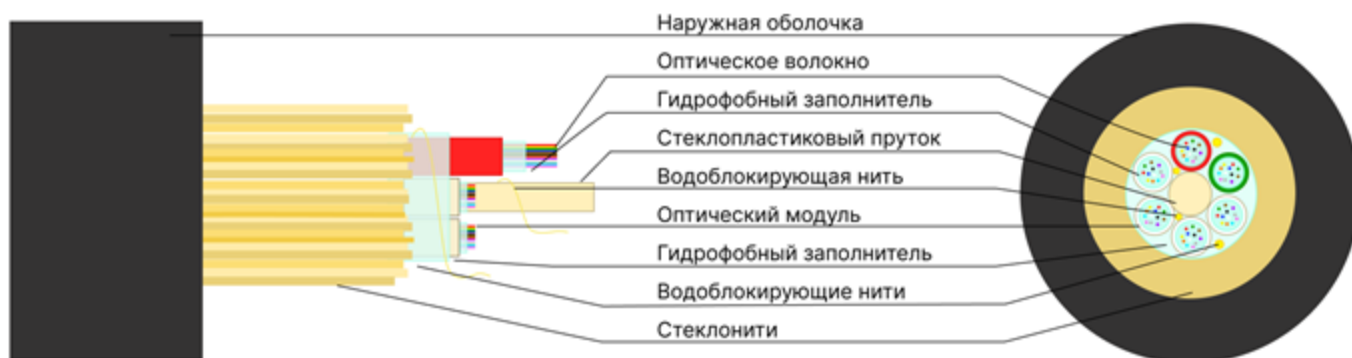 Наружная оболочка
Оптическое волокно
Гидрофобный заполнитель
Стеклопластиковый пруток
Водоблокирующая нить
Оптический модуль
Гидрофобный заполнитель
Водоблокирующие нити
Стеклонити